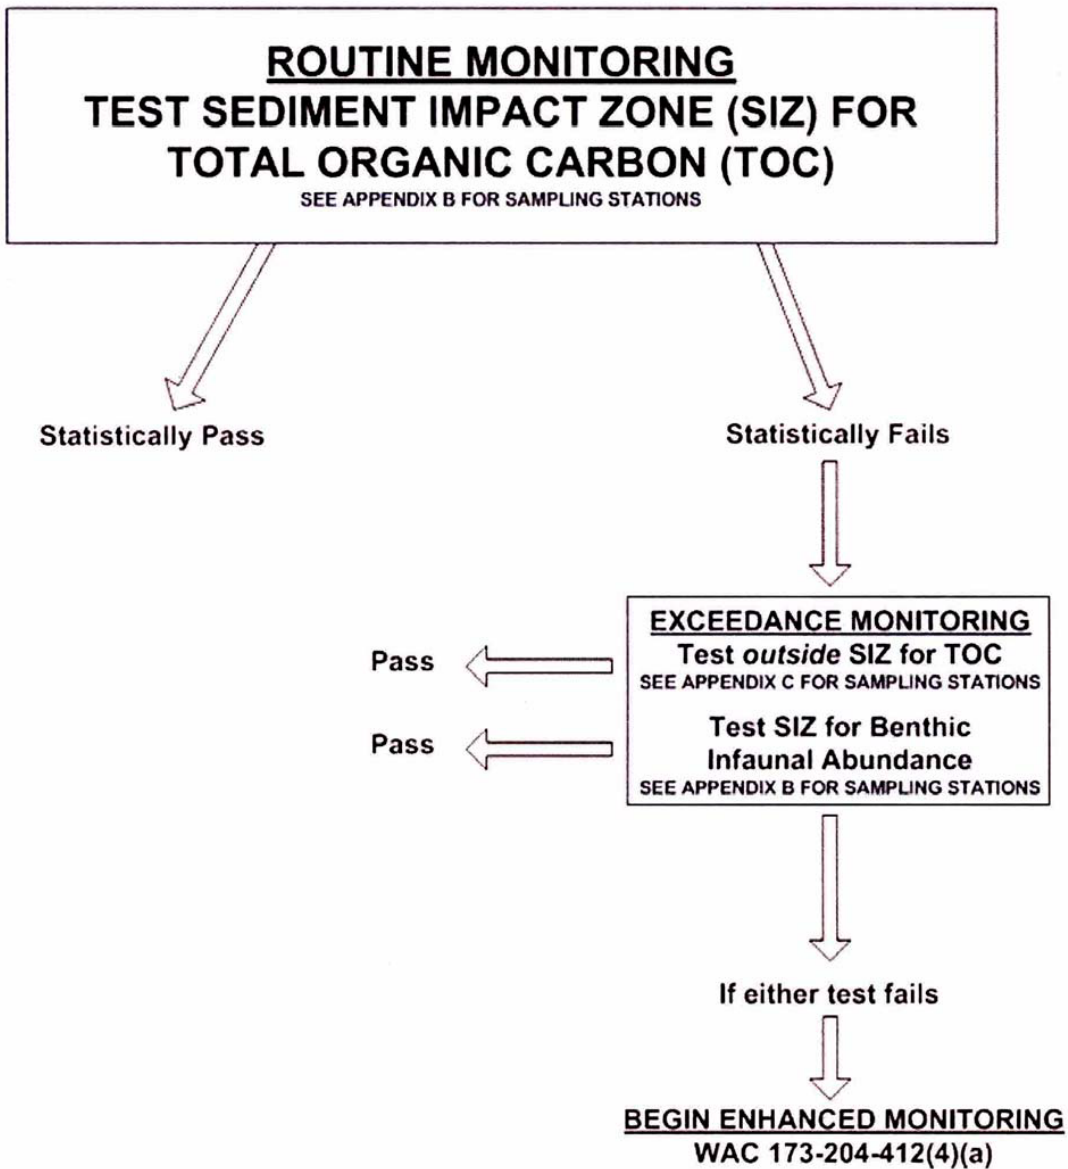 ROUTINE MONITORING
TEST SEDIMENT IMPACT ZONE (SIZ) FOR
TOTAL ORGANIC CARBON (TOC)
SEE APPENDIX B FOR SAMPLING STATIONS
Statistically Pass
Statistically Fails
EXCEEDANCE MONITORING
Test outside SIZ for TOC
SEE APPENDIX C FOR SAMPLING STATIONS
Pass
Test SIZ for Benthic
Infaunal Abundance
SEE APPENDIX B FOR SAMPLING STATIONS
Pass
If either test fails
BEGIN ENHANCED MONITORING
WAC 173-204-412(4)(a)